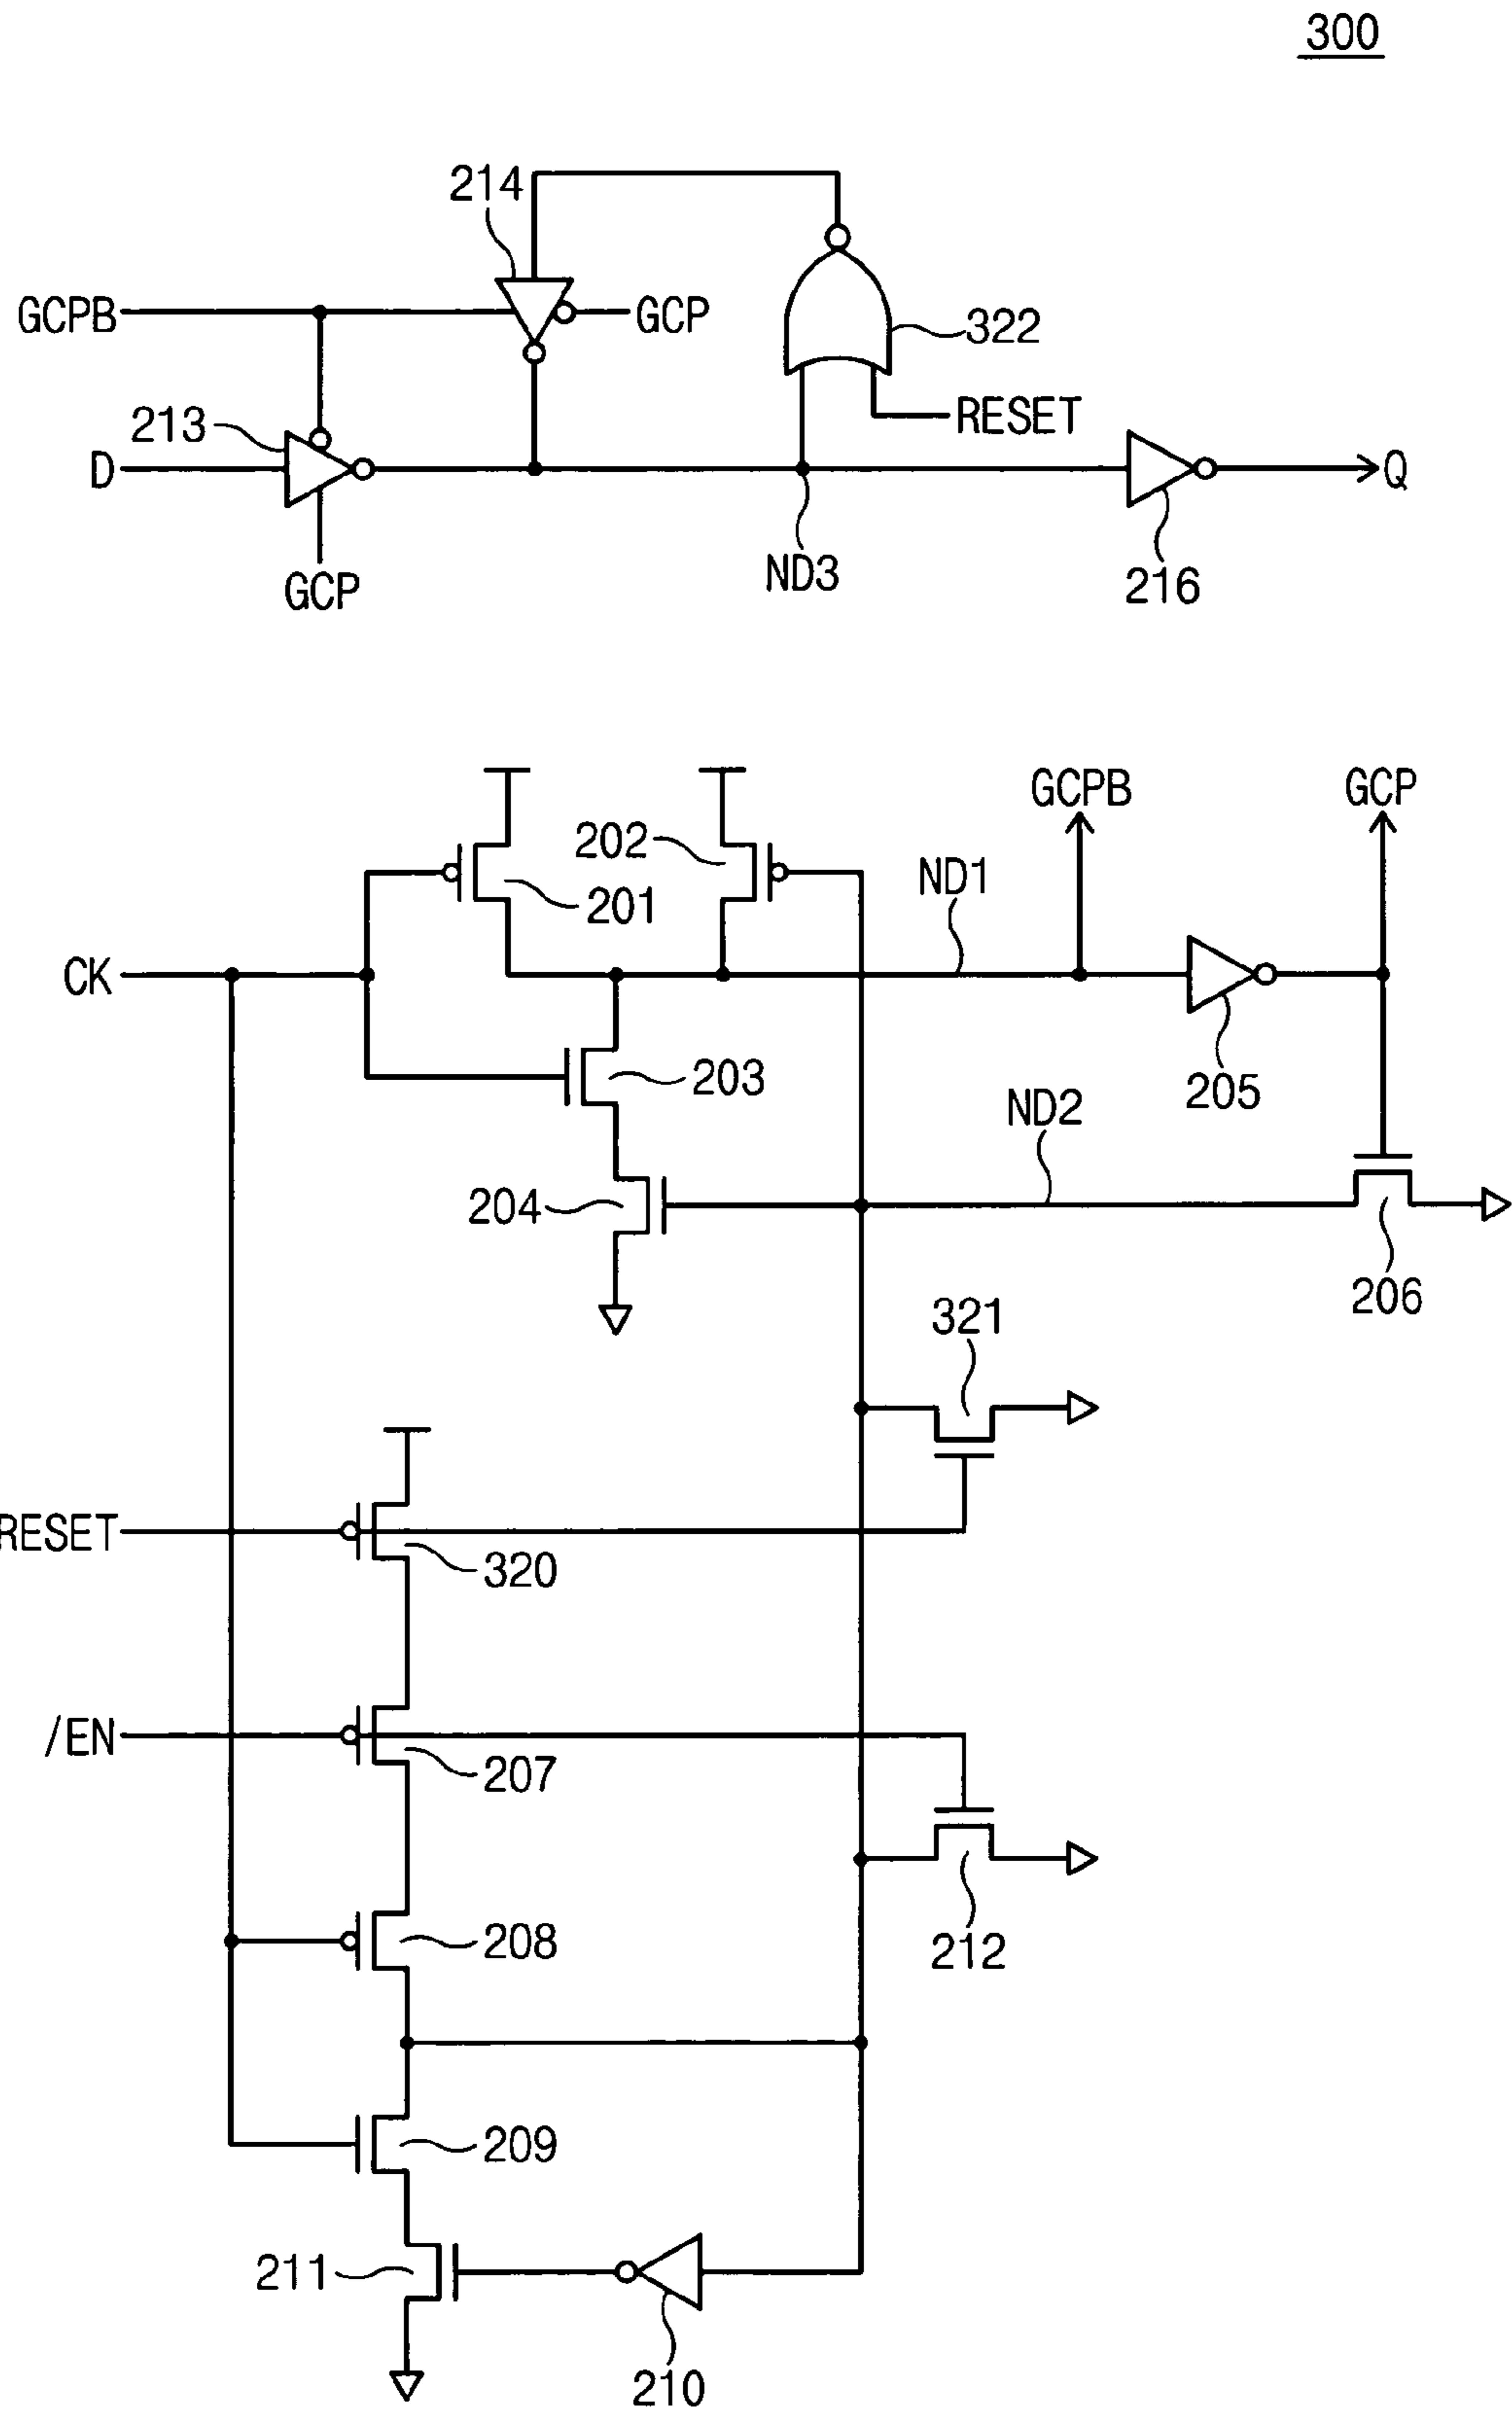 300
214
GCPB
GCP
322
213
RESET
D
Q
GCP
ND3
216
GCPB
GCP
202
ND1
201
CK
203
205
ND2
204
206
321
RESET
320
/EN
207
208
212
209
211
210